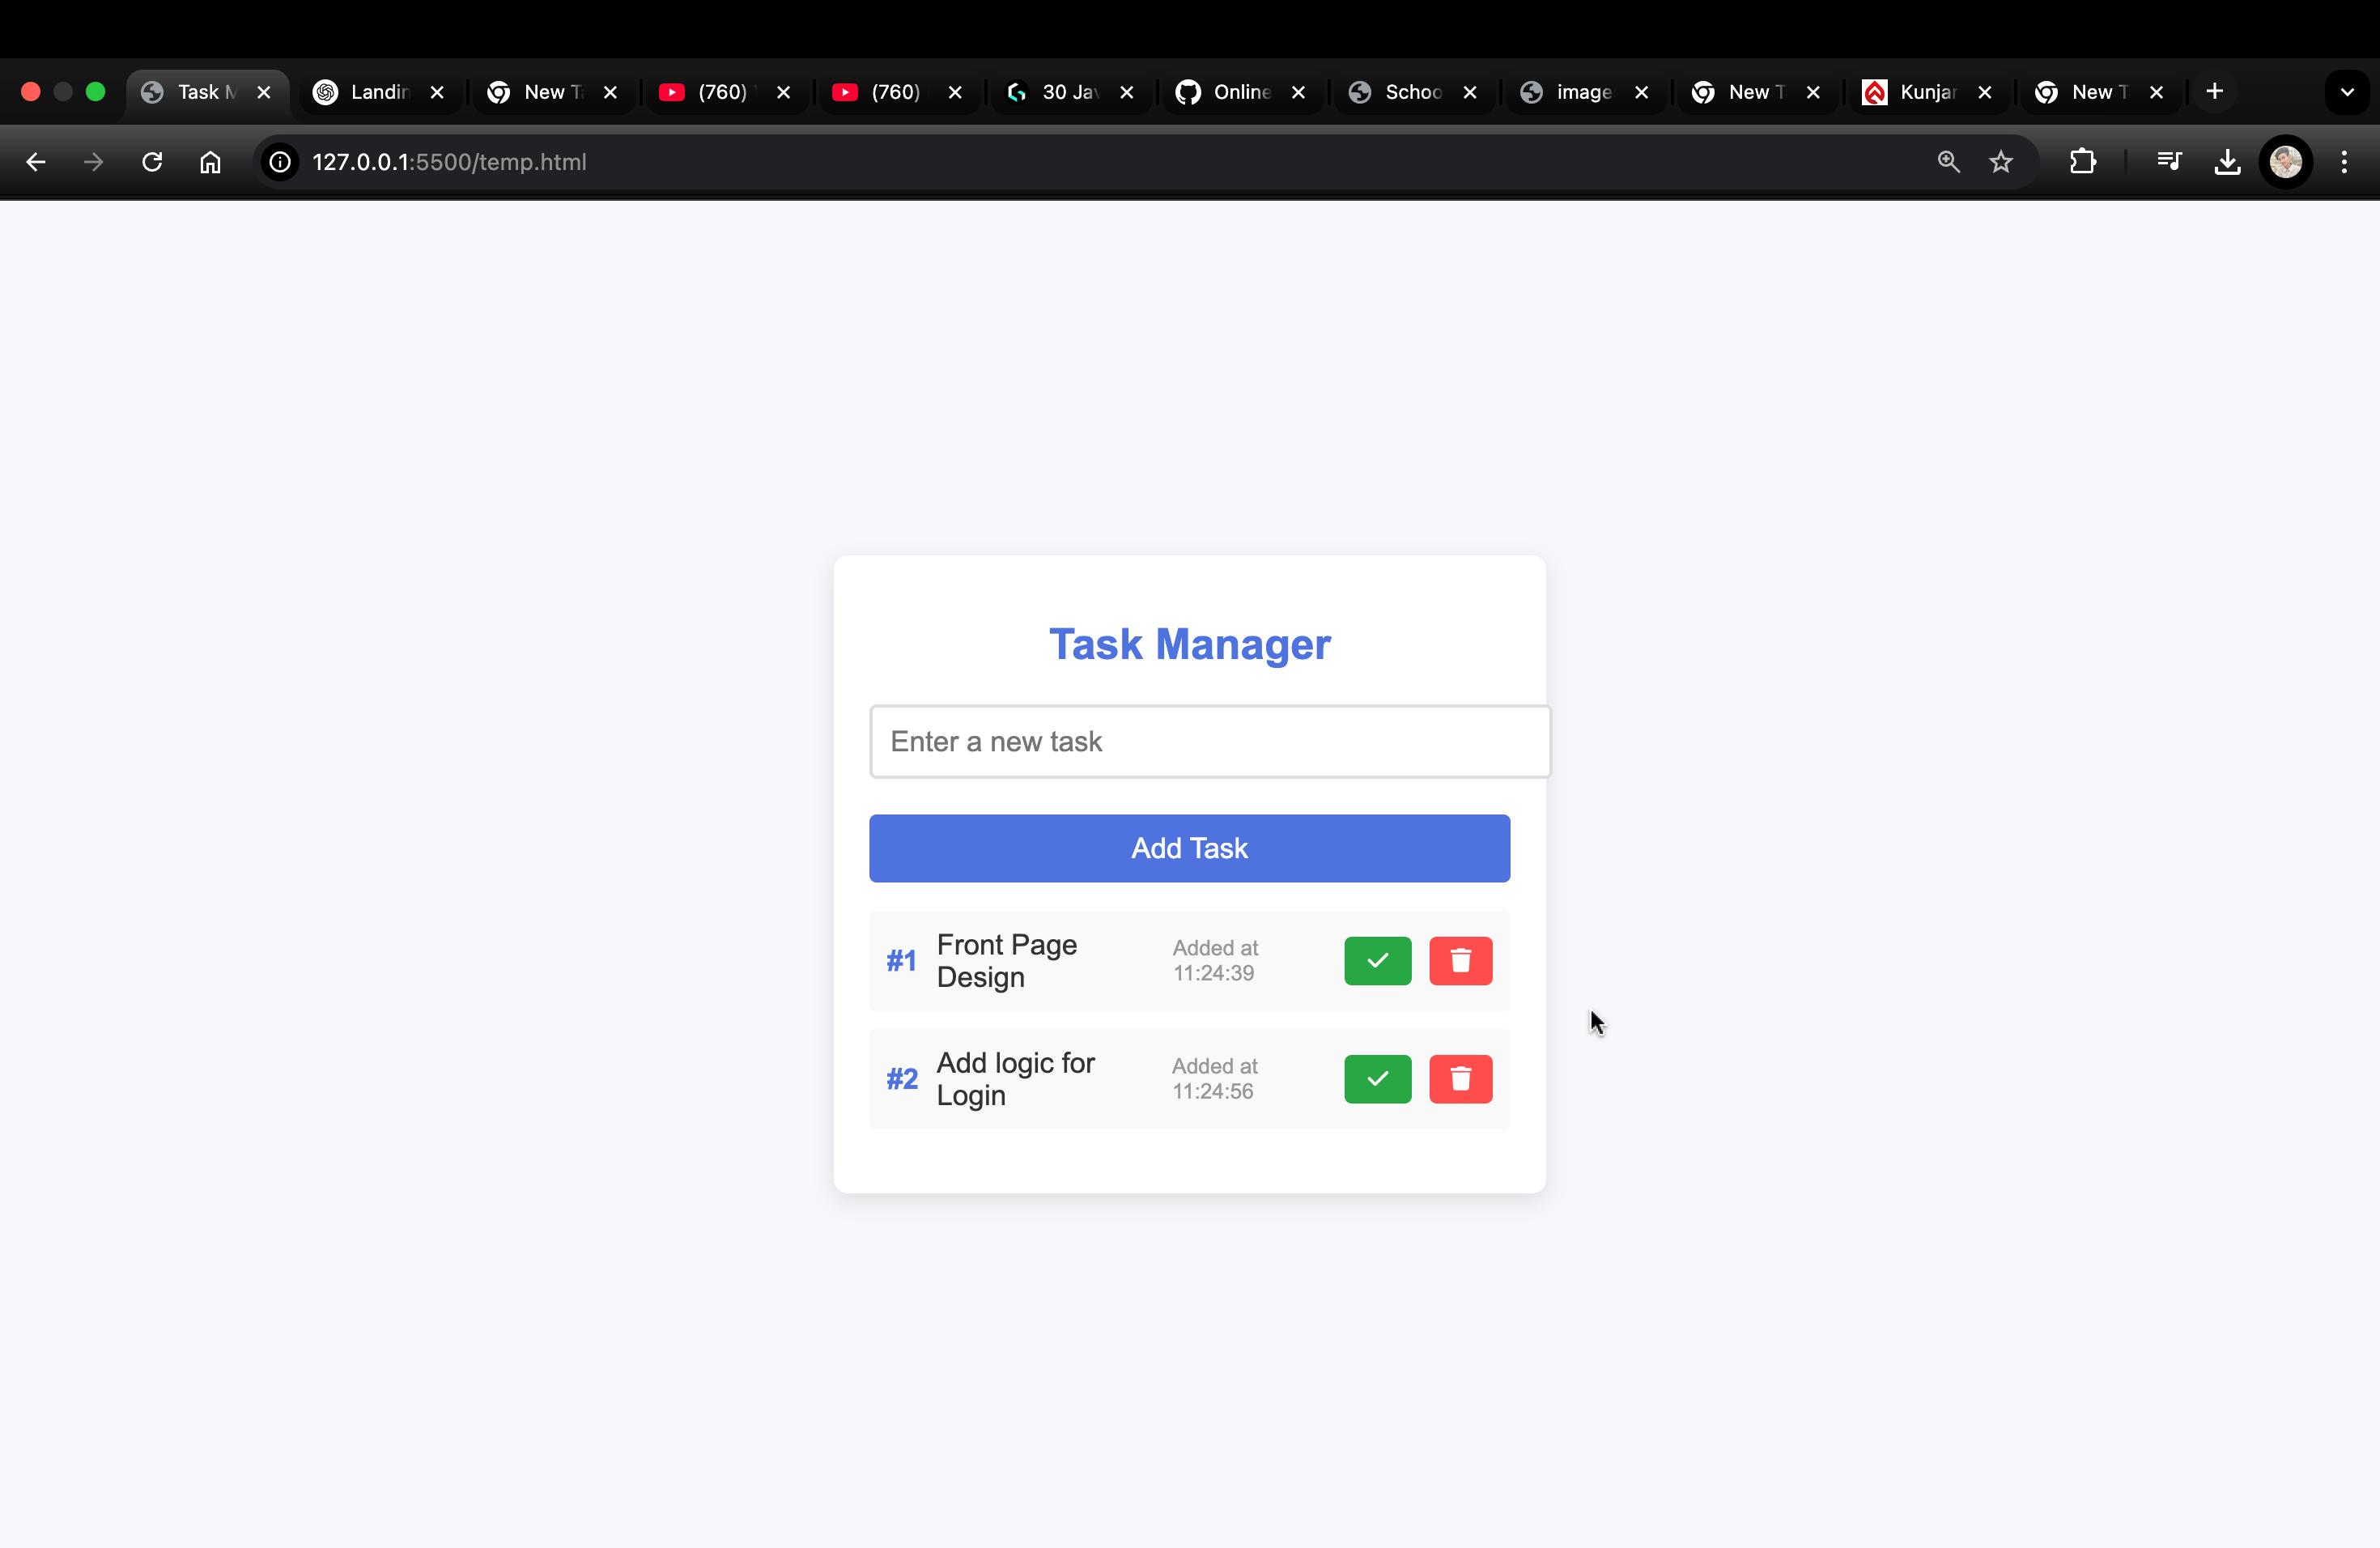 Task M
Landin
New T
(760)
(760)
30 Jav
Online
Schoo
image
New T
Kunjar
New T
127.0.0.1:5500/temp.html
Task Manager
Enter a new task
Add Task
#1
Front Page
Design
Added at
11:24:39
#2
Add logic for
Login
Added at
11:24:56